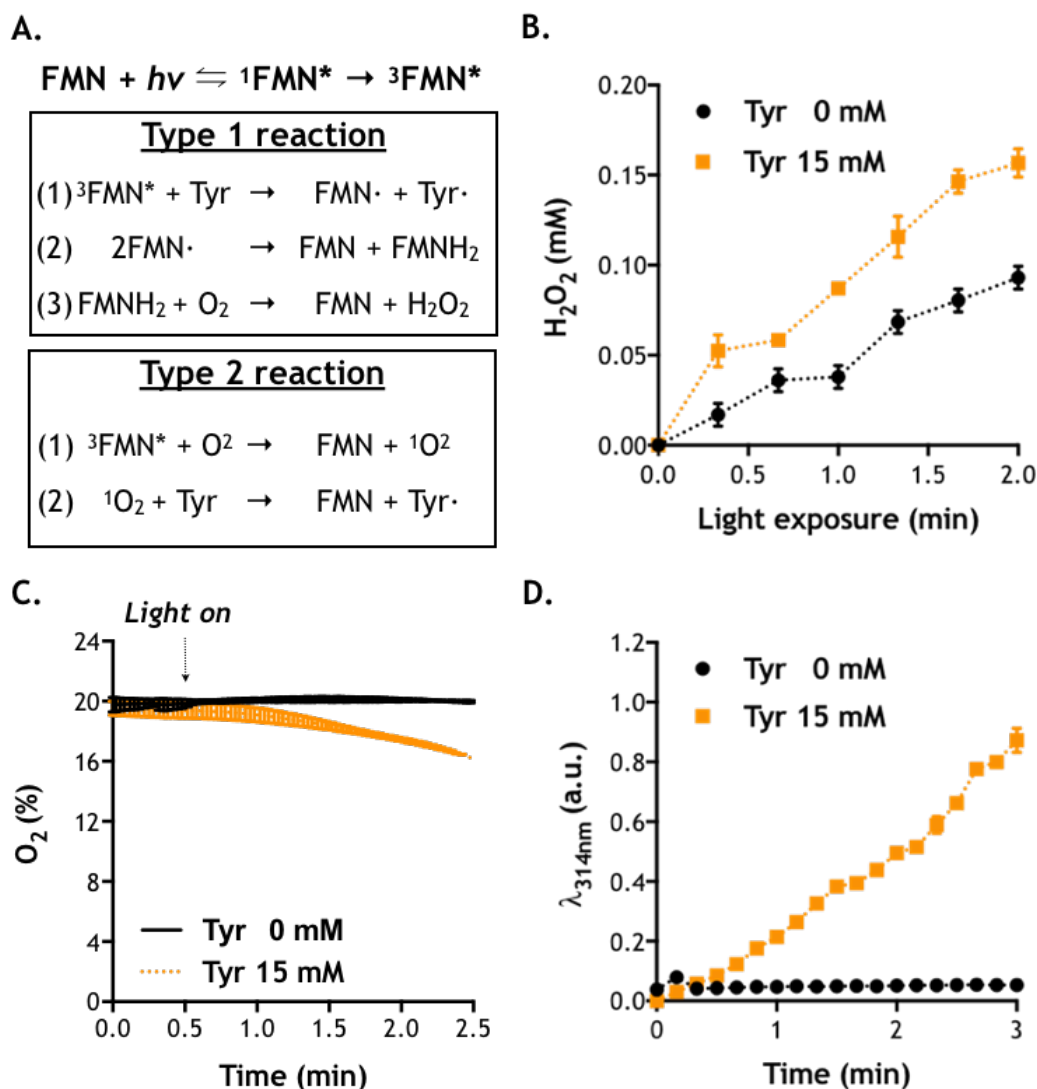 A.
FMN + hν ⇋ ¹FMN* → ³FMN*
Type 1 reaction
(1) ³FMN* + Tyr → FMN· + Tyr·
(2) 2FMN· → FMN + FMNH₂
(3) FMNH₂ + O₂ → FMN + H₂O₂
Type 2 reaction
(1) ³FMN* + O² → FMN + ¹O²
(2) ¹O₂ + Tyr → FMN + Tyr·
B.
0.20
0.15
0.10
0.05
0.00
H₂O₂ (mM)
Tyr 0 mM
Tyr 15 mM
0.0 0.5 1.0 1.5 2.0
Light exposure (min)
C.
Light on
24
20
16
12
8
4
0
O₂ (%)
Tyr 0 mM
Tyr 15 mM
0.0 0.5 1.0 1.5 2.0 2.5
Time (min)
D.
1.2
1.0
0.8
0.6
0.4
0.2
0.0
λ₃₁₄ₙₘ (a.u.)
Tyr 0 mM
Tyr 15 mM
0 1 2 3
Time (min)